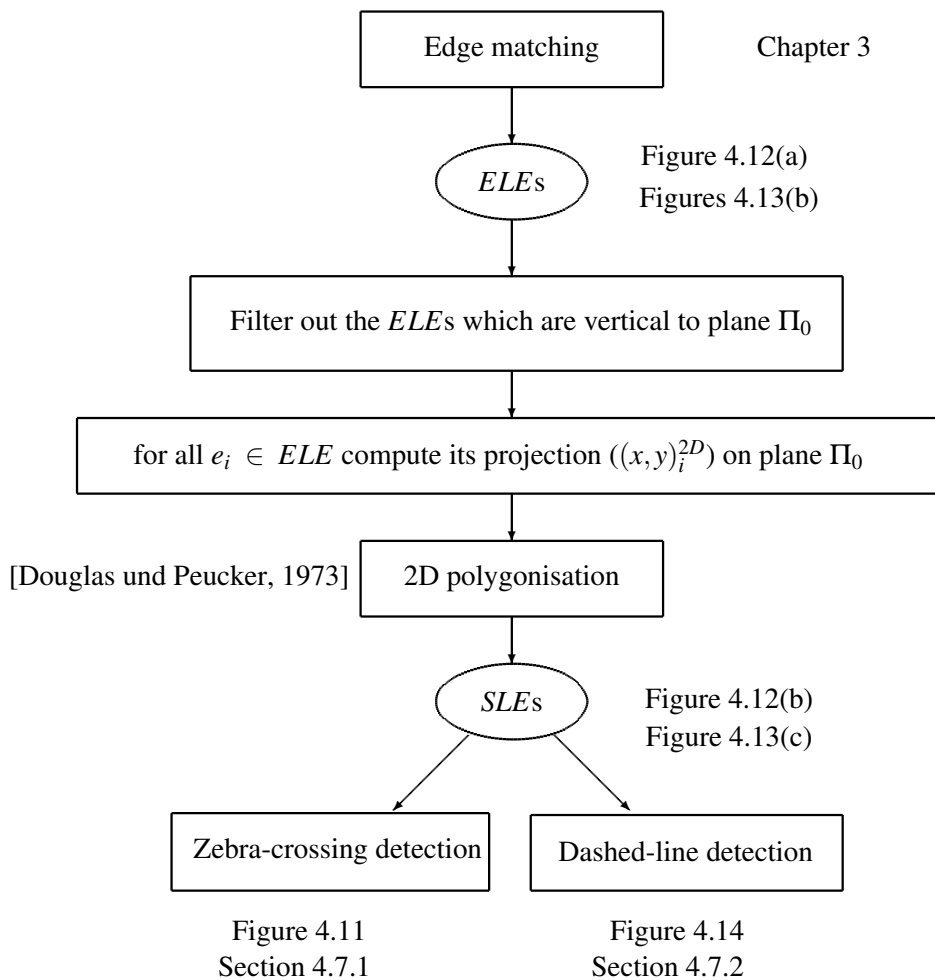 Edge matching
Chapter 3
ELEs
Figure 4.12(a)
Figures 4.13(b)
Filter out the ELEs which are vertical to plane Π₀
for all eᵢ ∈ ELE compute its projection ((x,y)ᵢ²ᴰ) on plane Π₀
[Douglas und Peucker, 1973]
2D polygonisation
SLEs
Figure 4.12(b)
Figure 4.13(c)
Zebra-crossing detection
Dashed-line detection
Figure 4.11
Section 4.7.1
Figure 4.14
Section 4.7.2